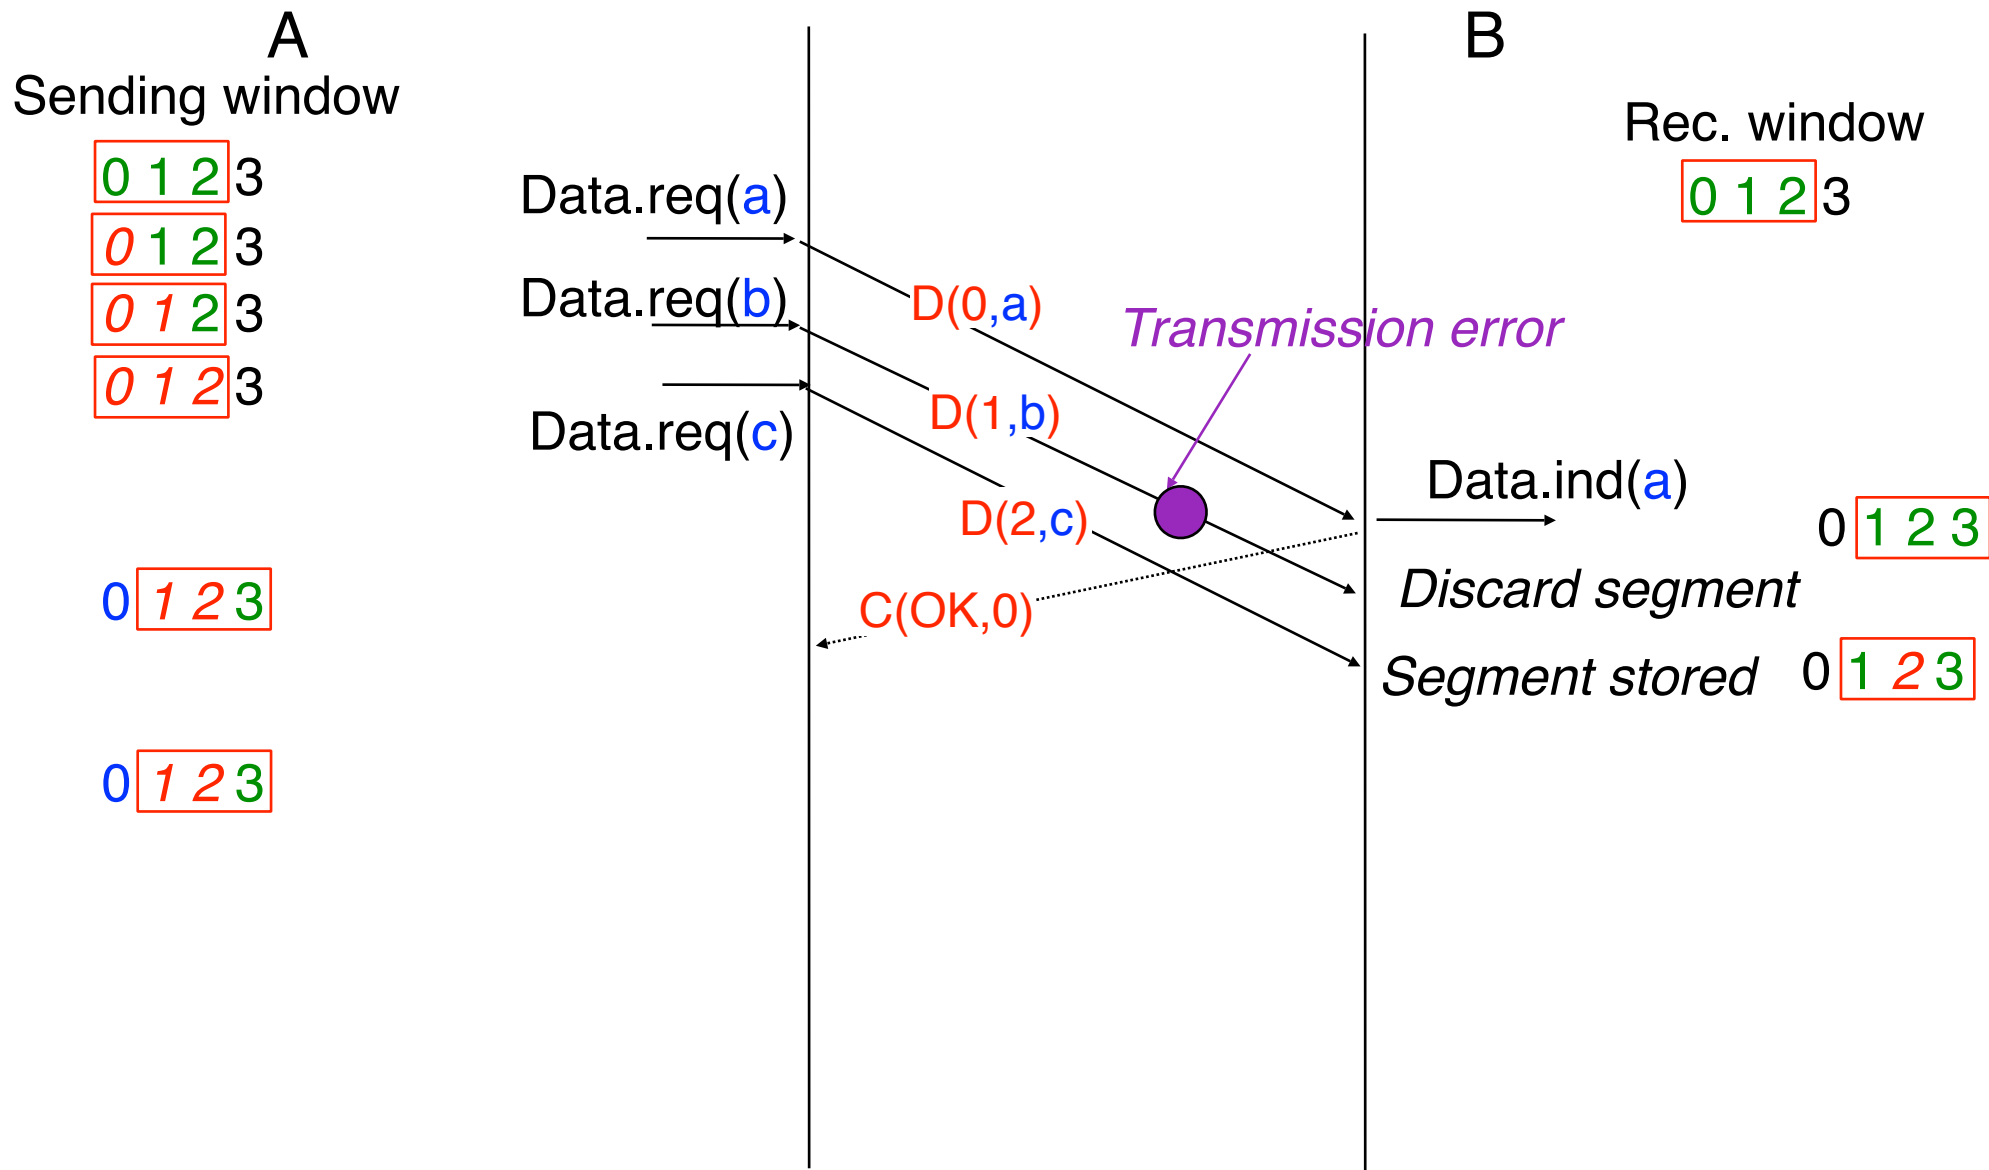 A
B
Sending window
Rec. window
0 1 2 3
0 1 2 3
Data.req(a)
0 1 2 3
Data.req(b)
D(0,a)
0 1 2 3
Transmission error
0 1 2 3
D(1,b)
Data.req(c)
Data.ind(a)
D(2,c)
0 1 2 3
Discard segment
0 1 2 3
C(OK,0)
Segment stored
0 1 2 3
0 1 2 3